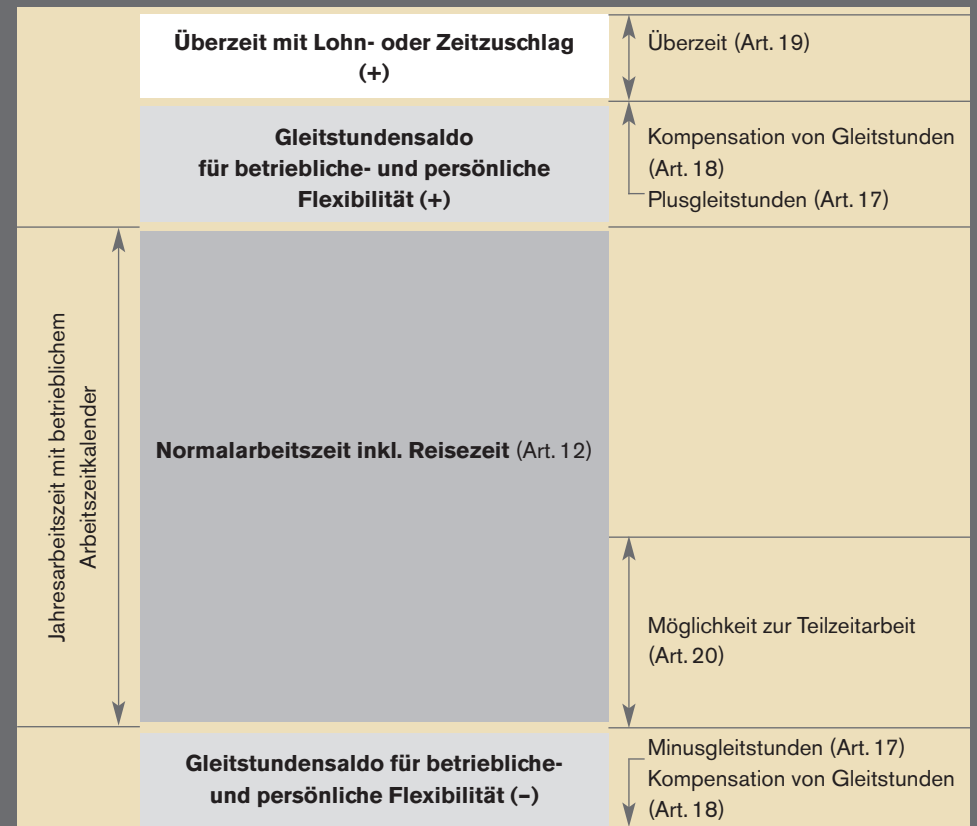 Überzeit mit Lohn- oder Zeitzuschlag
(+)
Überzeit (Art. 19)
Gleitstundensaldo
für betriebliche- und persönliche
Flexibilität (+)
Kompensation von Gleitstunden
(Art. 18)
Plusgleitstunden (Art. 17)
Jahresarbeitszeit mit betrieblichem
Arbeitszeitkalender
Normalarbeitszeit inkl. Reisezeit (Art. 12)
Möglichkeit zur Teilzeitarbeit
(Art. 20)
Gleitstundensaldo für betriebliche-
und persönliche Flexibilität (–)
Minusgleitstunden (Art. 17)
Kompensation von Gleitstunden
(Art. 18)